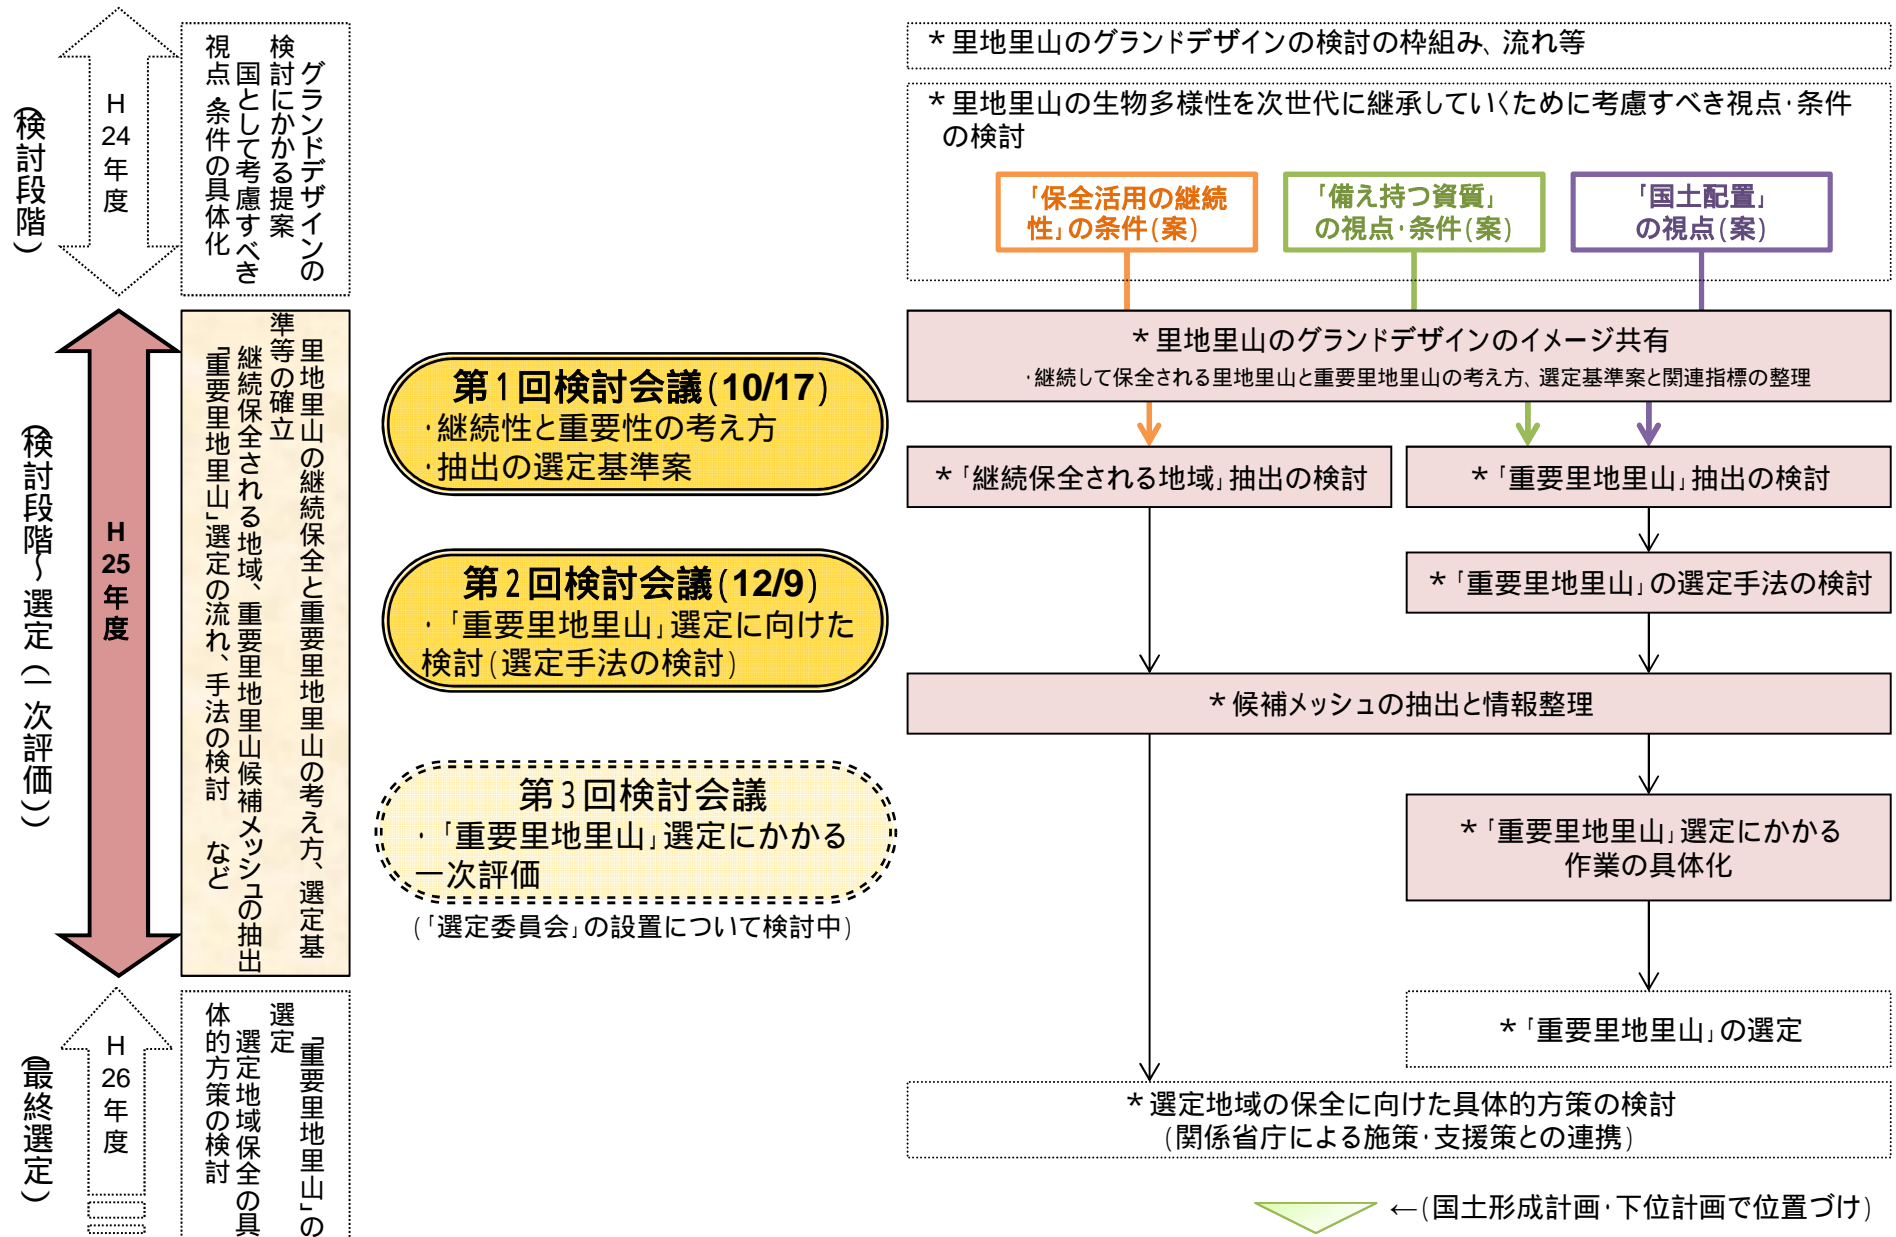 (検討段階)
H
24
年
度
グランドデザインの
検討にかかる提案
国として考慮すべき
視点 条件の具体化
*里地里山のグランドデザインの検討の枠組み、流れ等
*里地里山の生物多様性を次世代に継承していくために考慮すべき視点・条件
の検討
「保全活用の継続
性」の条件(案)
「備え持つ資質」
の視点・条件(案)
「国土配置」
の視点(案)
(検討段階~選定(一次評価))
H
25
年
度
里地里山の継続保全と重要里地里山の考え方、選定基
準等の確立
継続保全される地域、重要里地里山候補メッシュの抽出
「重要里地里山」選定の流れ、手法の検討 など
第1回検討会議(10/17)
・継続性と重要性の考え方
・抽出の選定基準案
第2回検討会議(12/9)
・「重要里地里山」選定に向けた
検討(選定手法の検討)
第3回検討会議
・「重要里地里山」選定にかかる
一次評価
(「選定委員会」の設置について検討中)
*里地里山のグランドデザインのイメージ共有
・継続して保全される里地里山と重要里地里山の考え方、選定基準案と関連指標の整理
*「継続保全される地域」抽出の検討
*「重要里地里山」抽出の検討
*「重要里地里山」の選定手法の検討
*候補メッシュの抽出と情報整理
*「重要里地里山」選定にかかる
作業の具体化
(最終選定)
H
26
年
度
「重要里地里山」の
選定
選定地域保全の具
体的方策の検討
*「重要里地里山」の選定
*選定地域の保全に向けた具体的方策の検討
(関係省庁による施策・支援策との連携)
←(国土形成計画・下位計画で位置づけ)